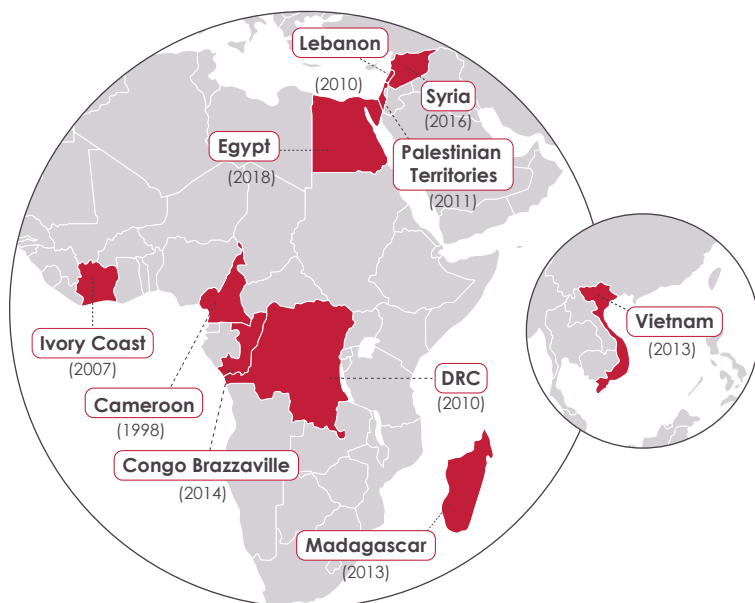 Lebanon
(2010)
Syria
(2016)
Egypt
(2018)
Palestinian
Territories
(2011)
Ivory Coast
(2007)
Vietnam
(2013)
Cameroon
(1998)
DRC
(2010)
Congo Brazzaville
(2014)
Madagascar
(2013)